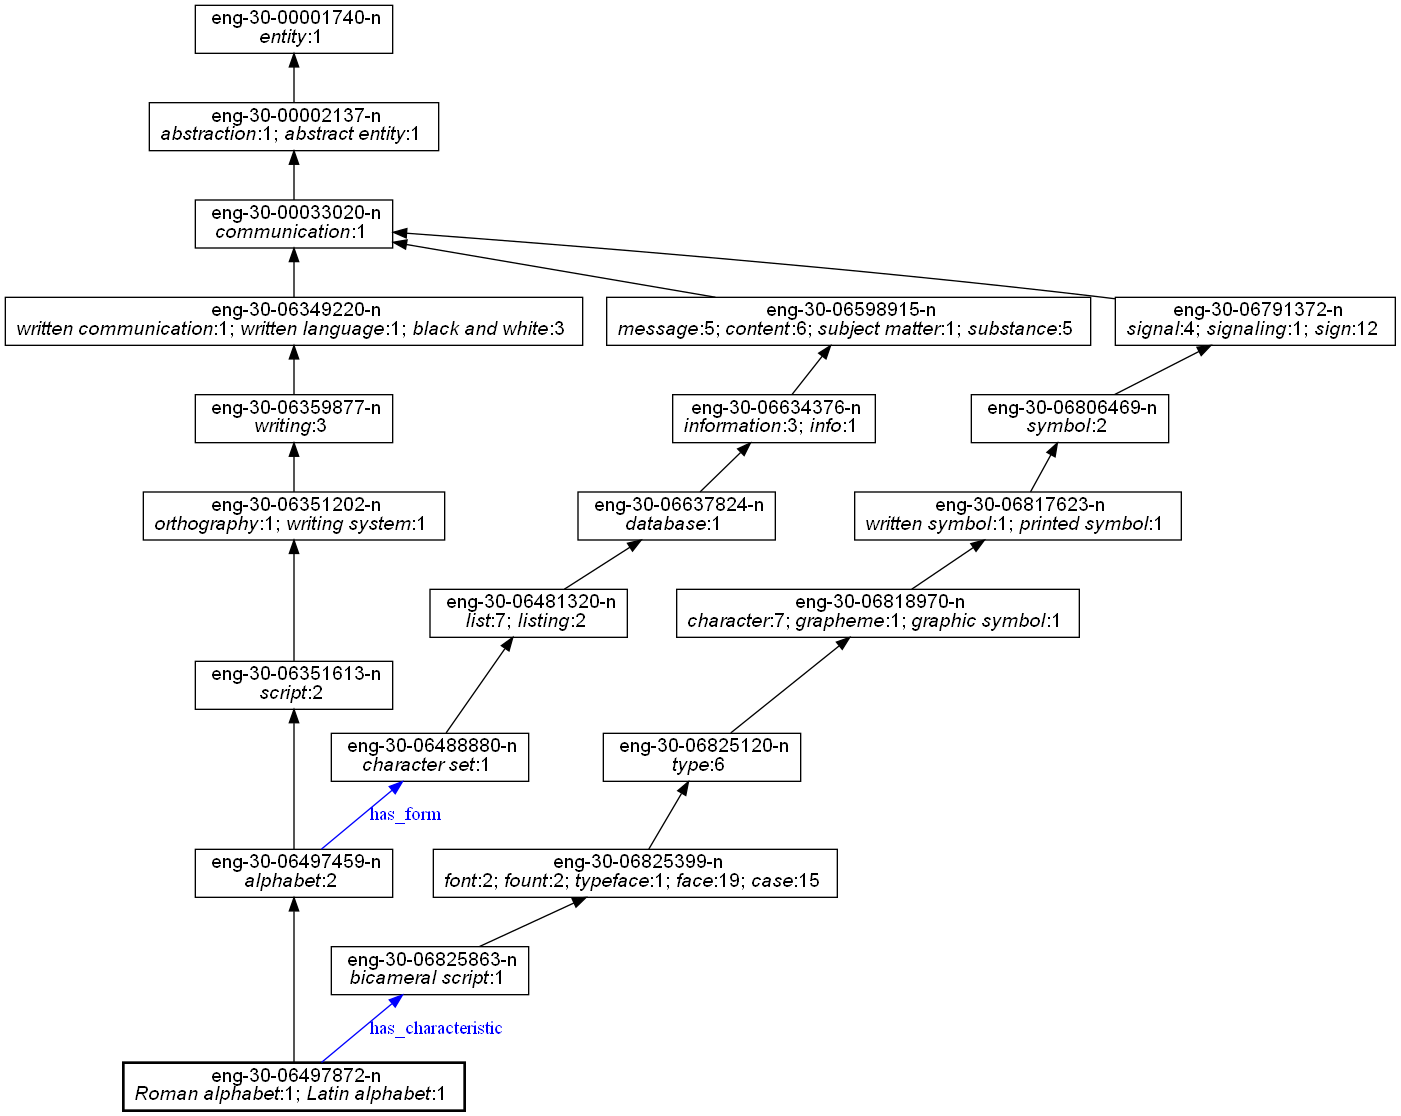 eng-30-00001740-n
entity:1
eng-30-00002137-n
abstraction:1; abstract entity:1
eng-30-00033020-n
communication:1
eng-30-06349220-n
written communication:1; written language:1; black and white:3
eng-30-06598915-n
message:5; content:6; subject matter:1; substance:5
eng-30-06791372-n
signal:4; signaling:1; sign:12
eng-30-06359877-n
writing:3
eng-30-06634376-n
information:3; info:1
eng-30-06806469-n
symbol:2
eng-30-06351202-n
orthography:1; writing system:1
eng-30-06637824-n
database:1
eng-30-06817623-n
written symbol:1; printed symbol:1
eng-30-06481320-n
list:7; listing:2
eng-30-06818970-n
character:7; grapheme:1; graphic symbol:1
eng-30-06351613-n
script:2
eng-30-06488880-n
character set:1
eng-30-06825120-n
type:6
has_form
eng-30-06497459-n
alphabet:2
eng-30-06825399-n
font:2; fount:2; typeface:1; face:19; case:15
eng-30-06825863-n
bicameral script:1
has_characteristic
eng-30-06497872-n
Roman alphabet:1; Latin alphabet:1